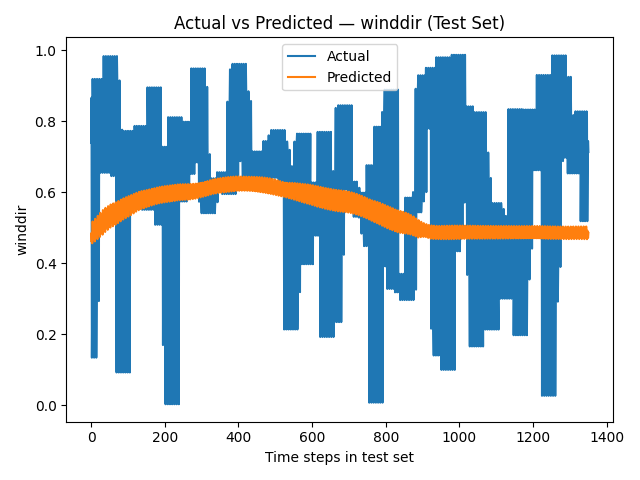 Actual vs Predicted — winddir (Test Set)
Actual
Predicted
winddir
1.0
0.8
0.6
0.4
0.2
0.0
0 200 400 600 800 1000 1200 1400
Time steps in test set